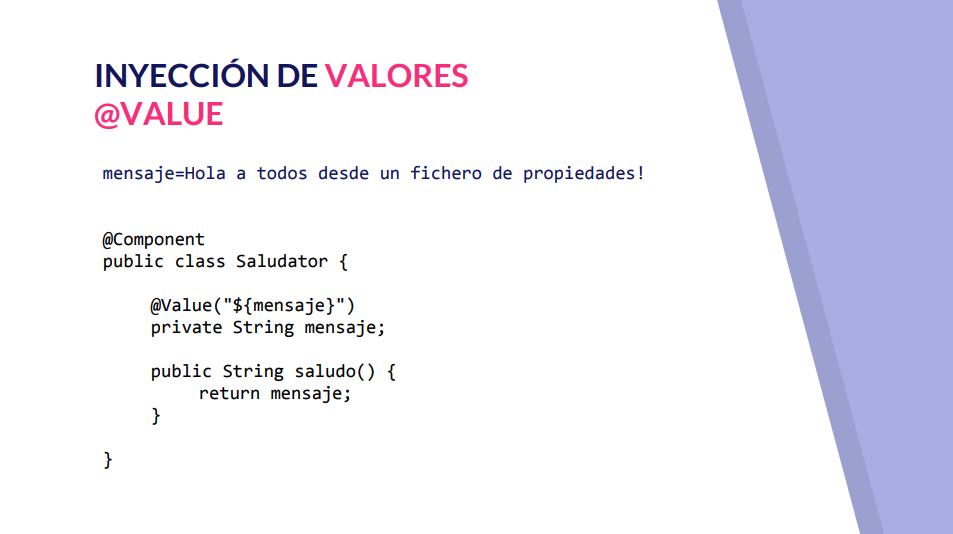 INYECCIÓN DE VALORES
@VALUE
mensaje=Hola a todos desde un fichero de propiedades!
@Component
public class Saludator {
@Value("${mensaje}")
private String mensaje;
public String saludo() {
return mensaje;
}
}